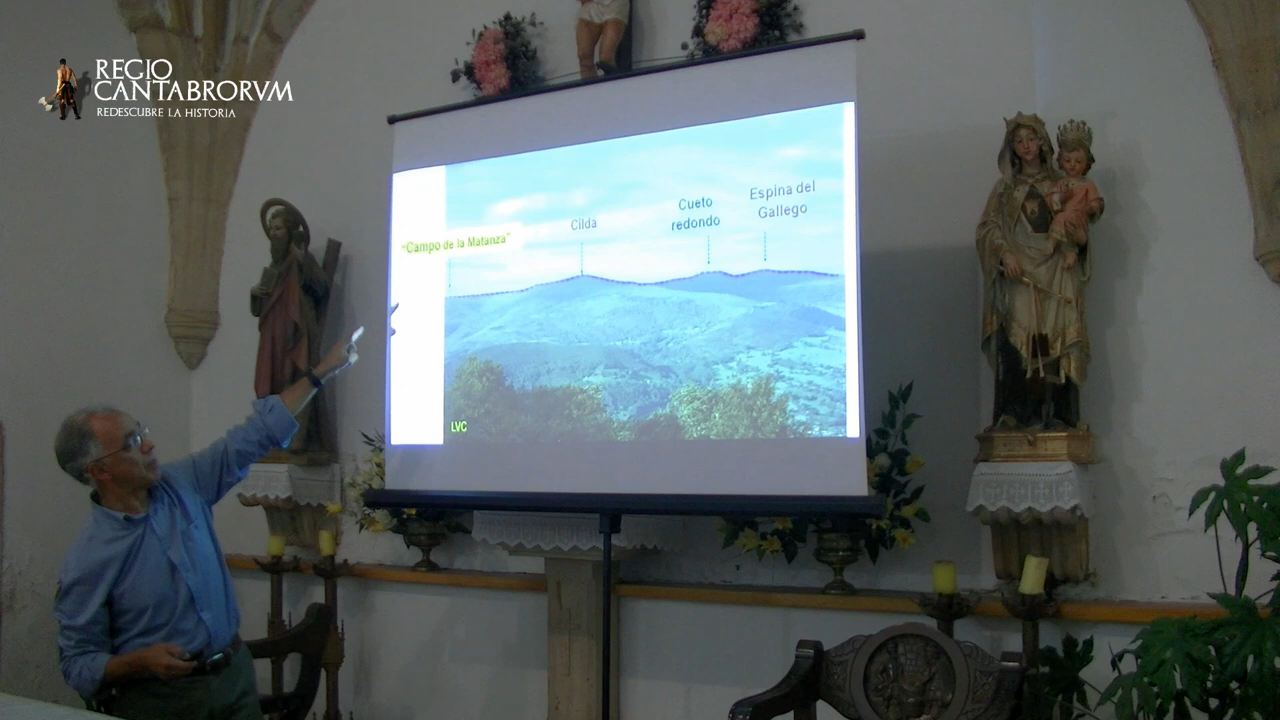 REGIO
CANTABRORVM
REDESCUBRE LA HISTORIA
"Campo de la Matanza"
Cilda
Cueto
redondo
Espina del
Gallego
LVC